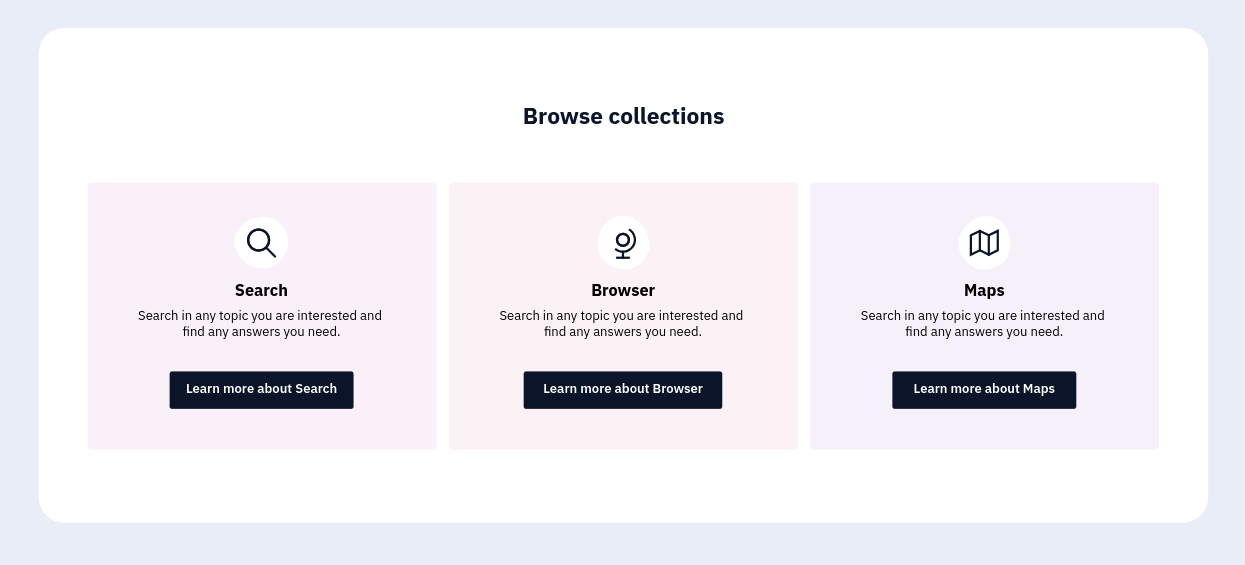 Browse collections
Search
Search in any topic you are interested and
find any answers you need.
Learn more about Search
Browser
Search in any topic you are interested and
find any answers you need.
Learn more about Browser
Maps
Search in any topic you are interested and
find any answers you need.
Learn more about Maps